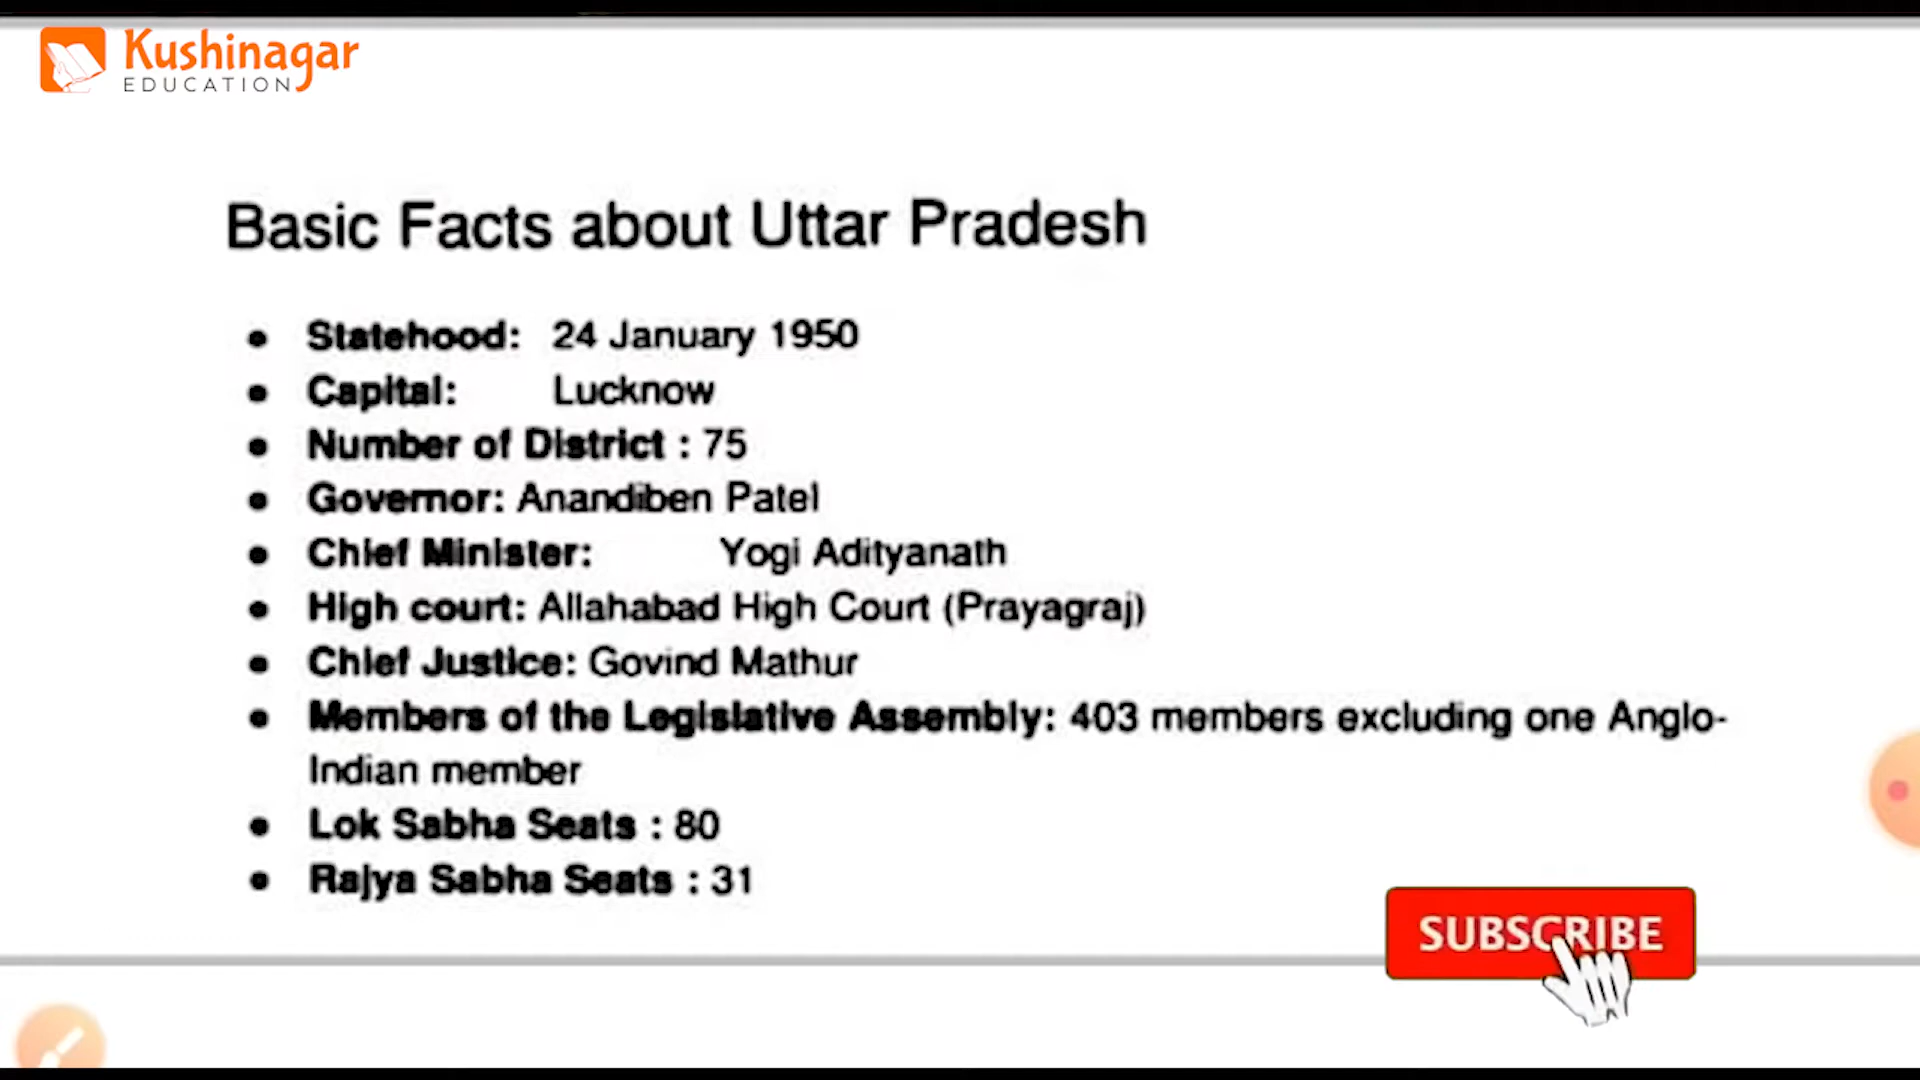 Kushinagar
EDUCATION
Basic Facts about Uttar Pradesh
• Statehood: 24 January 1950
• Capital: Lucknow
• Number of District : 75
• Governor: Anandiben Patel
• Chief Minister: Yogi Adityanath
• High court: Allahabad High Court (Prayagraj)
• Chief Justice: Govind Mathur
• Members of the Legislative Assembly: 403 members excluding one Anglo-
Indian member
• Lok Sabha Seats : 80
• Rajya Sabha Seats : 31
SUBSCRIBE